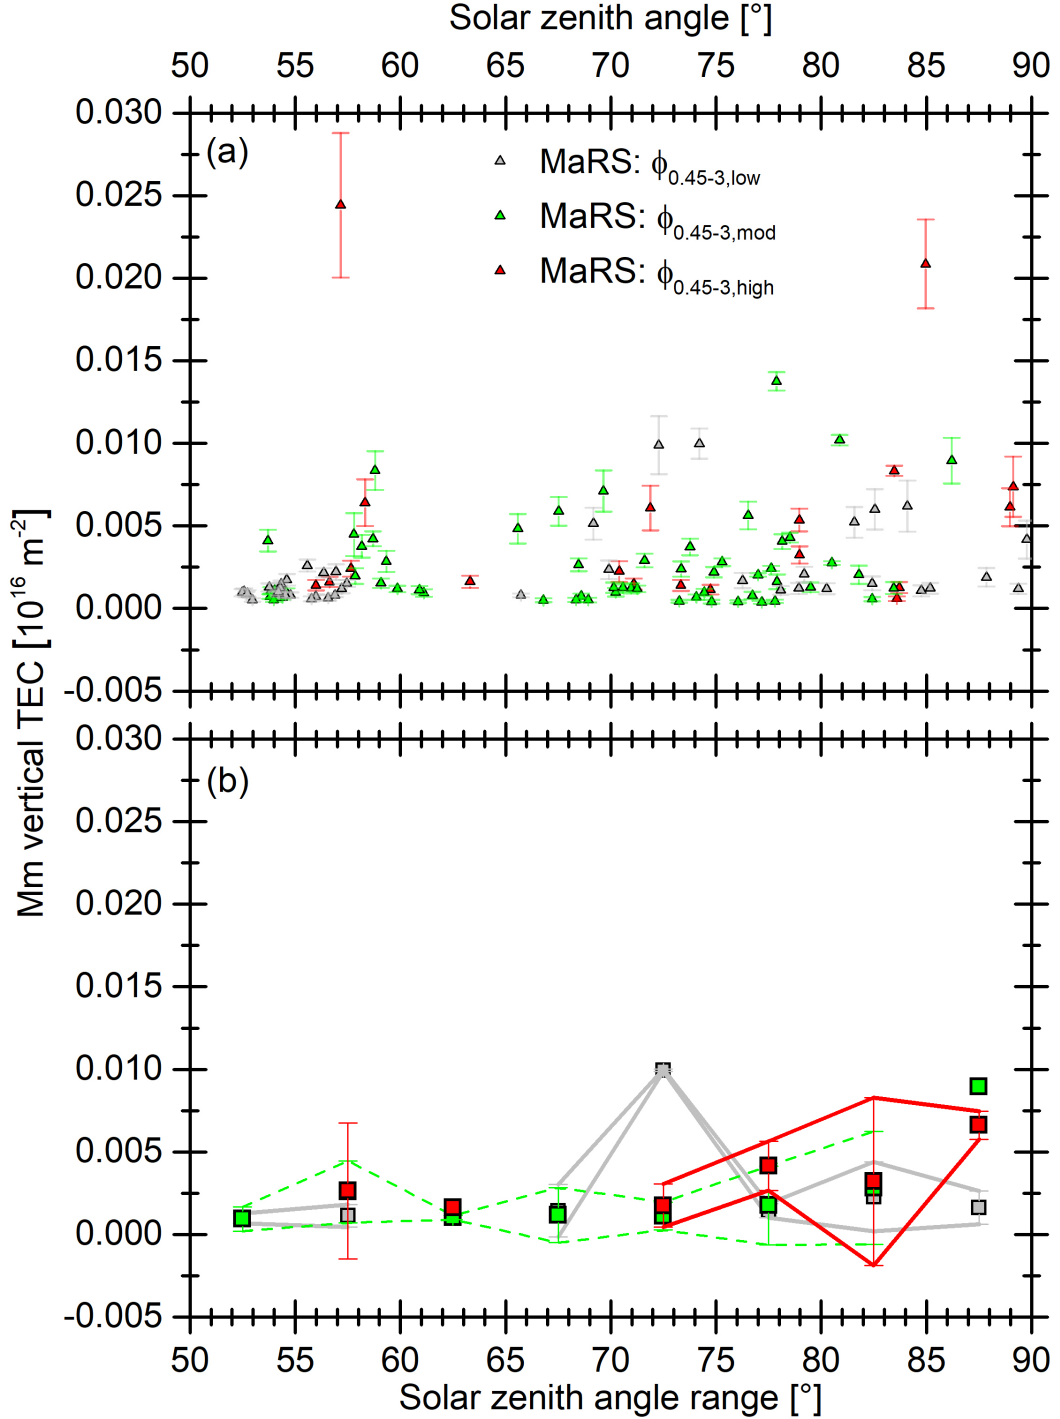 Solar zenith angle [°]
50 55 60 65 70 75 80 85 90
0.030
(a)
MaRS: ϕ0.45-3,low
0.025
MaRS: ϕ0.45-3,mod
MaRS: ϕ0.45-3,high
0.020
0.015
0.010
0.005
0.000
-0.005
Mm vertical TEC [10^16 m^-2]
0.030
(b)
0.025
0.020
0.015
0.010
0.005
0.000
-0.005
50 55 60 65 70 75 80 85 90
Solar zenith angle range [°]